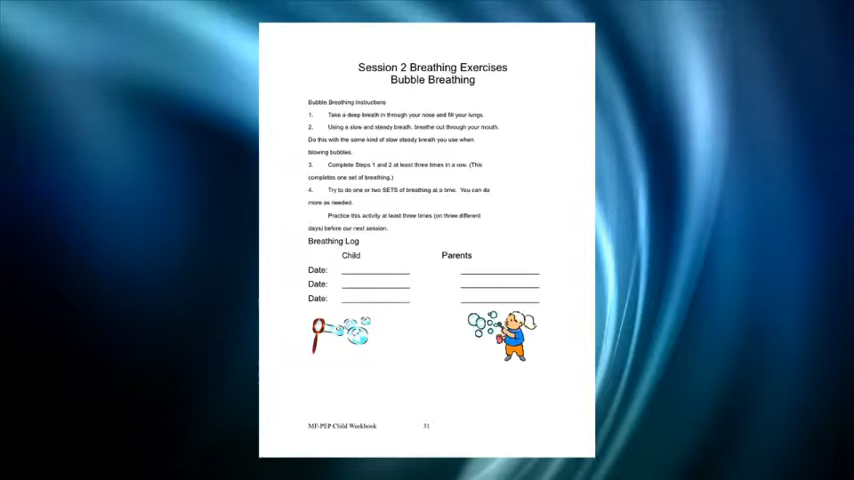 Session 2 Breathing Exercises
Bubble Breathing
Bubble Breathing Instructions
1. Take a deep breath in through your nose and fill your lungs.
2. Using a slow and steady breath, breathe out through your mouth.
Do this with the same kind of slow steady breath you use when
blowing bubbles.
3. Complete Steps 1 and 2 at least three times in a row. (This
completes one set of breathing.)
4. Try to do one or two SETS of breathing at a time. You can do
more as needed.
Practice this activity at least three times (on three different
days) before our next session.
Breathing Log
Child Parents
Date:
Date:
Date:
MF-PEP Child Workbook 31